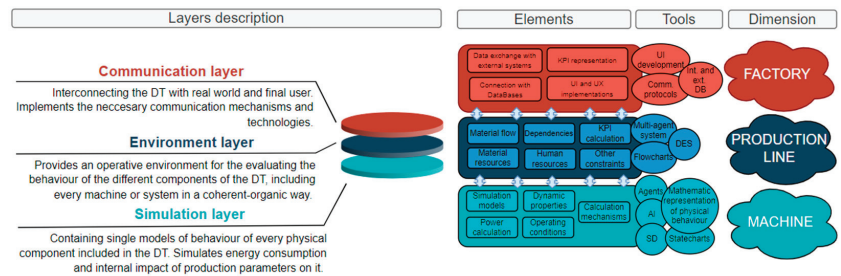 Layers description
Elements
Tools
Dimension
Communication layer
Interconnecting the DT with real world and final user.
Implements the neccesary communication mechanisms and
technologies.
Environment layer
Provides an operative environment for the evaluating the
behaviour of the different components of the DT, including
every machine or system in a coherent-organic way.
Simulation layer
Containing single models of behaviour of every physical
component included in the DT. Simulates energy consumption
and internal impact of production parameters on it.
Data exchange with
external systems
KPI representation
Connection with
DataBases
UI and UX
implementations
UI
development
Comm.
protocols
Int. and
ext.
DB
FACTORY
Material flow
Dependencies
KPI
calculation
Material
resources
Human
resources
Other
constraints
Multi-agent
system
Flowcharts
DES
PRODUCTION
LINE
Simulation
models
Dynamic
properties
Calculation
mechanisms
Power
calculation
Operating
conditions
Agents
AI
SD
Mathematic
representation
of physical
behaviour
Statecharts
MACHINE